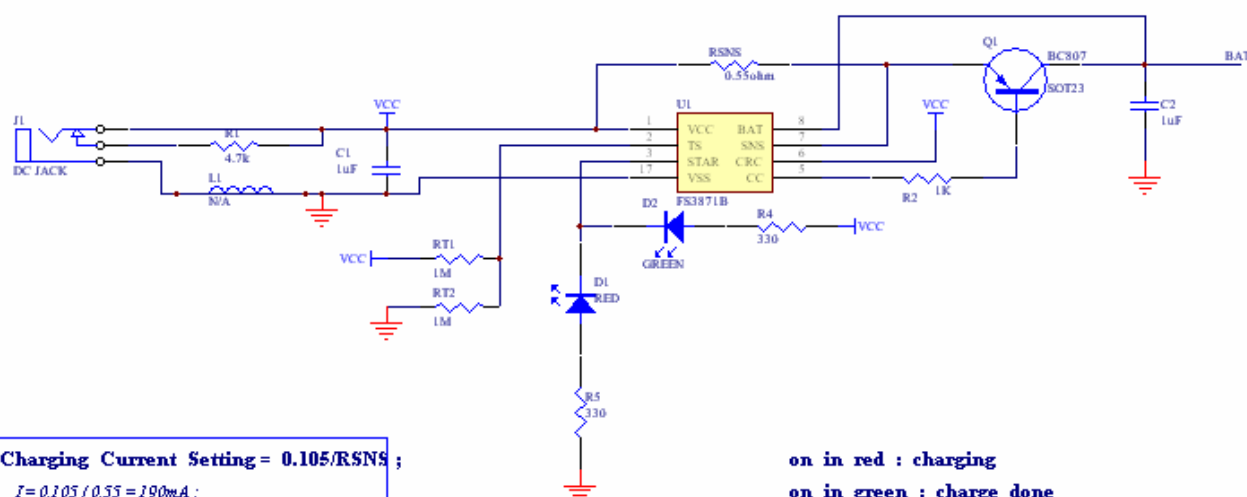 RSNS
0.55ohm
Q1
BC807
BAT
SOT23
J1
DC JACK
R1
4.7k
VCC
C1
1uF
L1
N/A
U1
1 VCC BAT 8
2 TS SNS 7
3 STAR CRC 6
17 VSS CC 5
FS3871B
VCC
R2
1K
C2
1uF
D2
GREEN
R4
330
VCC
VCC
RT1
1M
RT2
1M
D1
RED
R5
330
Charging Current Setting = 0.105/RSNS ;
I = 0.105 / 0.55 = 190mA ;
on in red : charging
on in green : charge done